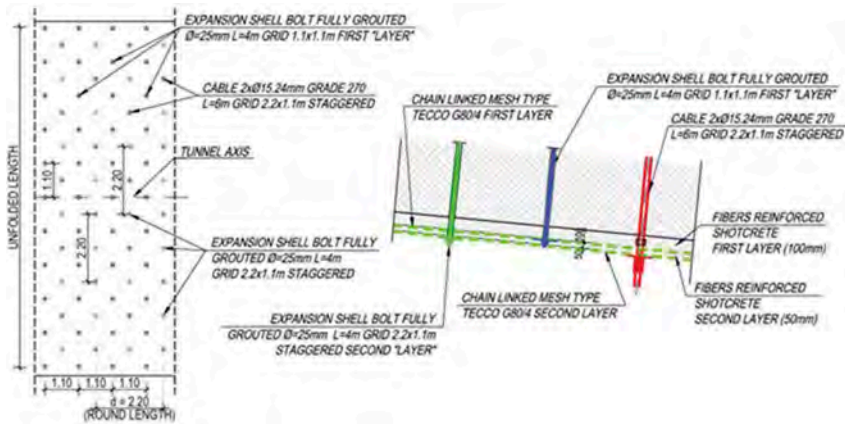 EXPANSION SHELL BOLT FULLY GROUTED
Ø=25mm L=4m GRID 1.1x1.1m FIRST "LAYER"
CABLE 2xØ15.24mm GRADE 270
L=6m GRID 2.2x1.1m STAGGERED
TUNNEL AXIS
UNFOLDED LENGTH
1.10
2.20
2.20
EXPANSION SHELL BOLT FULLY
GROUTED Ø=25mm L=4m
GRID 2.2x1.1m STAGGERED
1.10
1.10
1.10
d = 2.20
(ROUND LENGTH)
EXPANSION SHELL BOLT FULLY GROUTED
Ø=25mm L=4m GRID 1.1x1.1m FIRST "LAYER"
CHAIN LINKED MESH TYPE
TECCO G80/4 FIRST LAYER
CABLE 2xØ15.24mm GRADE 270
L=6m GRID 2.2x1.1m STAGGERED
FIBERS REINFORCED
SHOTCRETE
FIRST LAYER (100mm)
CHAIN LINKED MESH TYPE
TECCO G80/4 SECOND LAYER
FIBERS REINFORCED
SHOTCRETE
SECOND LAYER (50mm)
EXPANSION SHELL BOLT FULLY
GROUTED Ø=25mm L=4m GRID 2.2x1.1m
STAGGERED SECOND "LAYER"